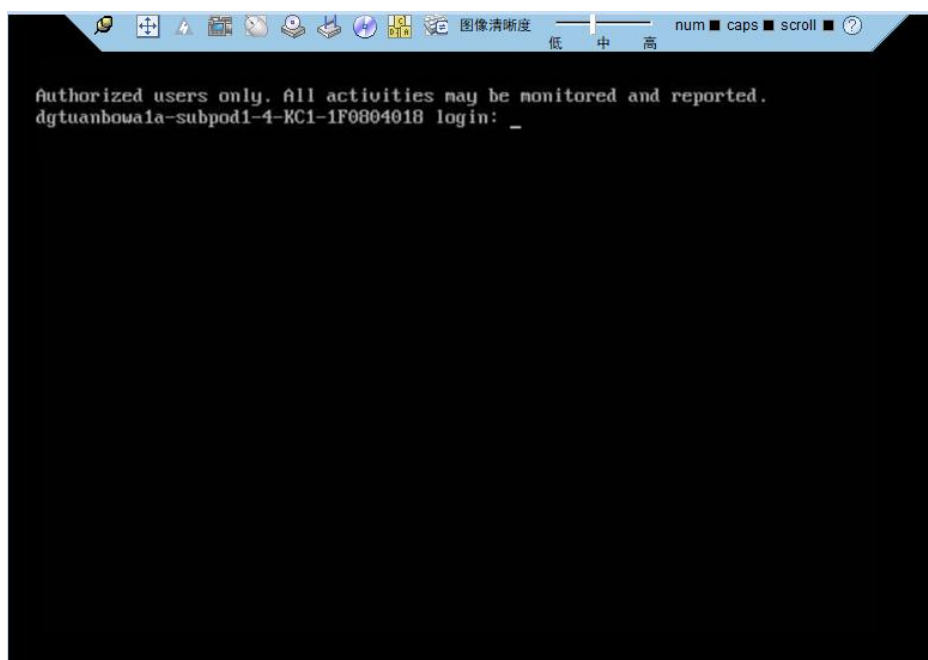 图像清晰度 num caps scroll ?
低 中 高
Authorized users only. All activities may be monitored and reported.
dgtuanbowa1a-subpod1-4-KC1-1F0804018 login: _